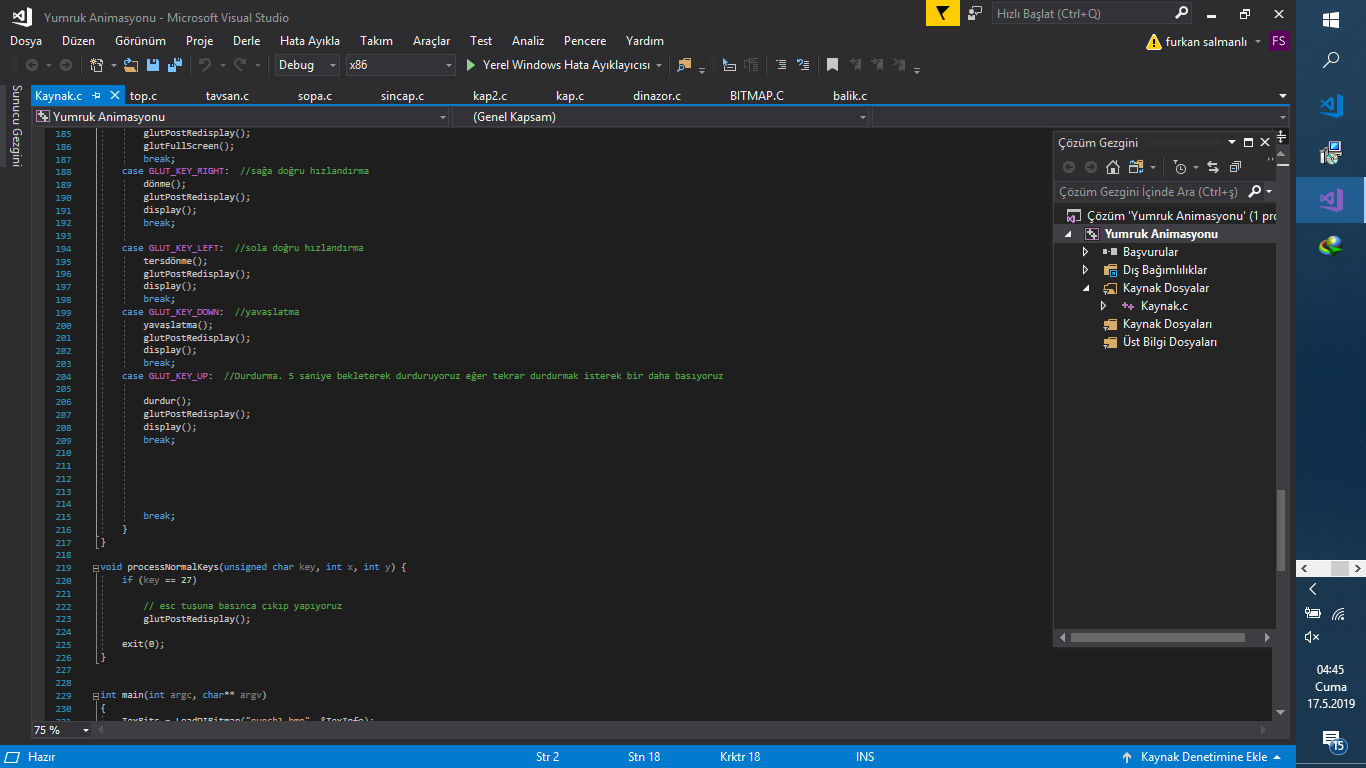 Yumruk Animasyonu - Microsoft Visual Studio
Hızlı Başlat (Ctrl+Q)
Dosya Düzen Görünüm Proje Derle Hata Ayıkla Takım Araçlar Test Analiz Pencere Yardım
furkan salmanlı FS
Debug x86 Yerel Windows Hata Ayıklayıcısı
Sunucu Gezgini
Kaynak.c top.c tavsan.c sopa.c sincap.c kap2.c kap.c dinazor.c BITMAP.C balik.c
Yumruk Animasyonu (Genel Kapsam)
185 glutPostRedisplay();
186 glutFullScreen();
187 break;
188 case GLUT_KEY_RIGHT: //sağa doğru hızlandırma
189 dönme();
190 glutPostRedisplay();
191 display();
192 break;
193
194 case GLUT_KEY_LEFT: //sola doğru hızlandırma
195 tersdönme();
196 glutPostRedisplay();
197 display();
198 break;
199 case GLUT_KEY_DOWN: //yavaşlatma
200 yavaşlatma();
201 glutPostRedisplay();
202 display();
203 break;
204 case GLUT_KEY_UP: //Durdurma. 5 saniye bekleterek durduruyoruz eğer tekrar durdurmak isterek bir daha basıyoruz
205
206 durdur();
207 glutPostRedisplay();
208 display();
209 break;
210
211
212
213
214
215 break;
216 }
217 }
218
219 void processNormalKeys(unsigned char key, int x, int y) {
220 if (key == 27)
221
222 // esc tuşuna basınca çıkıp yapıyoruz
223 glutPostRedisplay();
224
225 exit(0);
226 }
227
228
229 int main(int argc, char** argv)
230 {
231 TexBits = LoadDIBitmap("punch1.bmp", &TexInfo);
75 %
Çözüm Gezgini
Çözüm Gezgini İçinde Ara (Ctrl+ş)
Çözüm 'Yumruk Animasyonu' (1 pro
Yumruk Animasyonu
Başvurular
Dış Bağımlılıklar
Kaynak Dosyalar
Kaynak.c
Kaynak Dosyaları
Üst Bilgi Dosyaları
Hazır Str 2 Stn 18 Krktr 18 INS Kaynak Denetimine Ekle
04:45
Cuma
17.5.2019
15